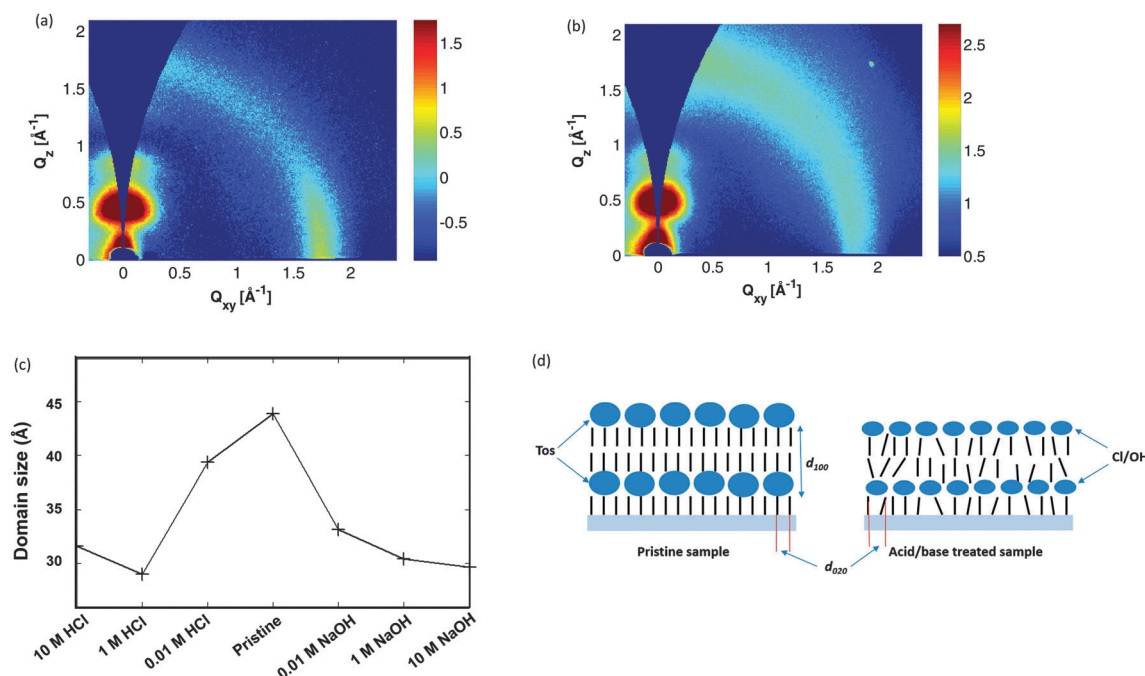 (a)
2
1.5
1
0.5
0
Q_z [Å⁻¹]
0 0.5 1 1.5 2
Q_xy [Å⁻¹]
1.5
1
0.5
0
-0.5
(b)
2
1.5
1
0.5
0
Q_z [Å⁻¹]
0 0.5 1 1.5 2
Q_xy [Å⁻¹]
2.5
2
1.5
1
0.5
(c)
45
40
35
30
Domain size (Å)
10 M HCl
1 M HCl
0.01 M HCl
Pristine
0.01 M NaOH
1 M NaOH
10 M NaOH
(d)
Tos
d_100
Cl/OH
Pristine sample
Acid/base treated sample
d_020